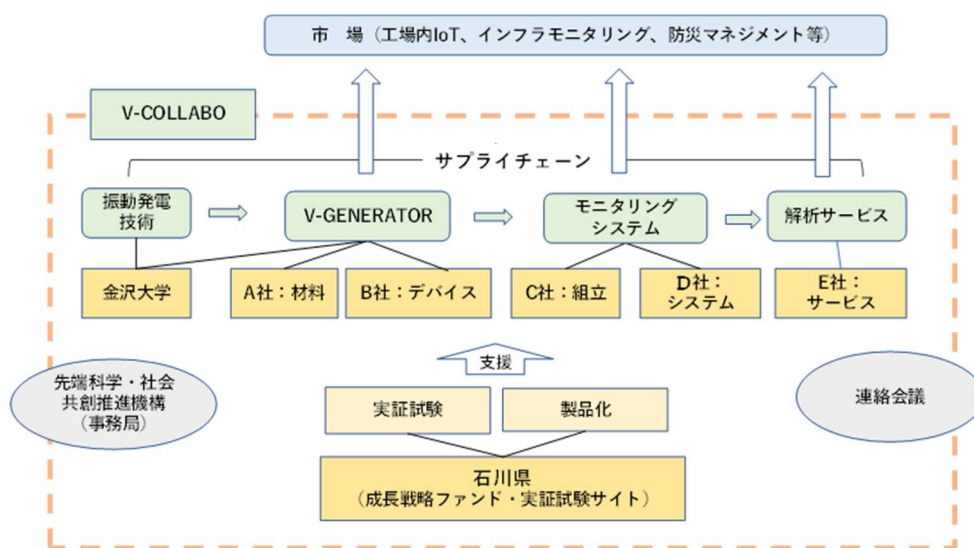 市　場（工場内IoT、インフラモニタリング、防災マネジメント等）
V-COLLABO
サプライチェーン
振動発電
技術
V-GENERATOR
モニタリング
システム
解析サービス
金沢大学
A社：材料
B社：デバイス
C社：組立
D社：
システム
E社：
サービス
支援
先端科学・社会
共創推進機構
（事務局）
連絡会議
実証試験
製品化
石川県
（成長戦略ファンド・実証試験サイト）